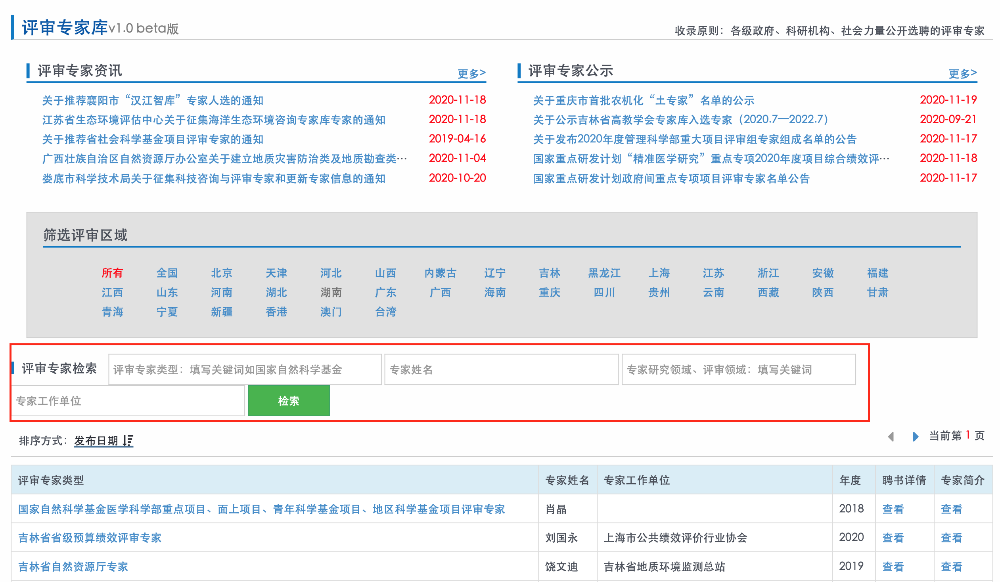 评审专家库v1.0 beta版
收录原则：各级政府、科研机构、社会力量公开选聘的评审专家
评审专家资讯 更多>
关于推荐襄阳市“汉江智库”专家人选的通知 2020-11-18
江苏省生态环境评估中心关于征集海洋生态环境咨询专家库专家的通知 2020-11-18
关于推荐省社会科学基金项目评审专家的通知 2019-04-16
广西壮族自治区自然资源厅办公室关于建立地质灾害防治类及地质勘查类… 2020-11-04
娄底市科学技术局关于征集科技咨询与评审专家和更新专家信息的通知 2020-10-20
评审专家公示 更多>
关于重庆市首批农机化“土专家”名单的公示 2020-11-19
关于公示吉林省高教学会专家库入选专家（2020.7—2022.7） 2020-09-21
关于发布2020年度管理科学部重大项目评审组专家组成名单的公告 2020-11-17
国家重点研发计划“精准医学研究”重点专项2020年度项目综合绩效评… 2020-11-18
国家重点研发计划政府间重点专项项目评审专家名单公告 2020-11-17
筛选评审区域
所有 全国 北京 天津 河北 山西 内蒙古 辽宁 吉林 黑龙江 上海 江苏 浙江 安徽 福建
江西 山东 河南 湖北 湖南 广东 广西 海南 重庆 四川 贵州 云南 西藏 陕西 甘肃
青海 宁夏 新疆 香港 澳门 台湾
评审专家检索 评审专家类型：填写关键词如国家自然科学基金 专家姓名 专家研究领域、评审领域：填写关键词
专家工作单位 检索
排序方式：发布日期 当前第 1 页
评审专家类型 专家姓名 专家工作单位 年度 聘书详情 专家简介
国家自然科学基金医学科学部重点项目、面上项目、青年科学基金项目、地区科学基金项目评审专家 肖晶 2018 查看 查看
吉林省省级预算绩效评审专家 刘国永 上海市公共绩效评价行业协会 2020 查看 查看
吉林省自然资源厅专家 饶文迪 吉林省地质环境监测总站 2019 查看 查看